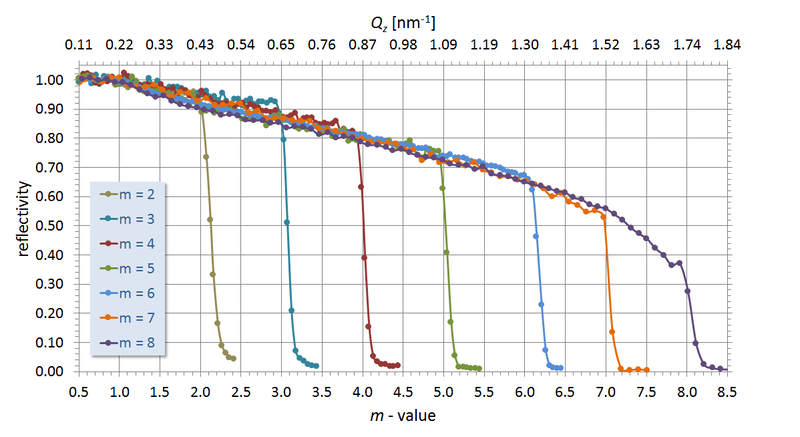 Qz [nm-1]
0.11 0.22 0.33 0.43 0.54 0.65 0.76 0.87 0.98 1.09 1.19 1.30 1.41 1.52 1.63 1.74 1.84
1.00
0.90
0.80
0.70
0.60
0.50
0.40
0.30
0.20
0.10
0.00
reflectivity
m = 2
m = 3
m = 4
m = 5
m = 6
m = 7
m = 8
0.5 1.0 1.5 2.0 2.5 3.0 3.5 4.0 4.5 5.0 5.5 6.0 6.5 7.0 7.5 8.0 8.5
m - value